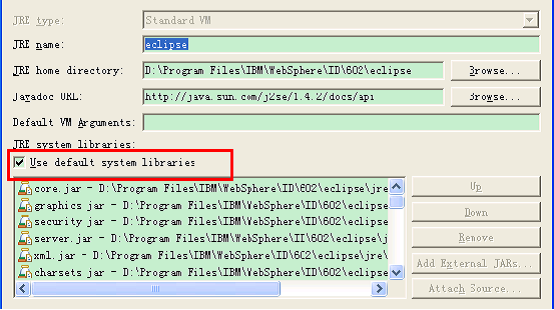 JRE type: Standard VM
JRE name: eclipse
JRE home directory: D:\Program Files\IBM\WebSphere\ID\602\eclipse Browse...
Javadoc URL: http://java.sun.com/j2se/1.4.2/docs/api Browse...
Default VM Arguments:
JRE system libraries:
Use default system libraries
core.jar - D:\Program Files\IBM\WebSphere\ID\602\eclipse\jre Up
graphics.jar - D:\Program Files\IBM\WebSphere\ID\602\eclipse
security.jar - D:\Program Files\IBM\WebSphere\ID\602\eclipse Down
server.jar - D:\Program Files\IBM\WebSphere\ID\602\eclipse\j Remove
xml.jar - D:\Program Files\IBM\WebSphere\ID\602\eclipse\jre\ Add External JARs...
charsets.jar - D:\Program Files\IBM\WebSphere\ID\602\eclipse
Attach Source...